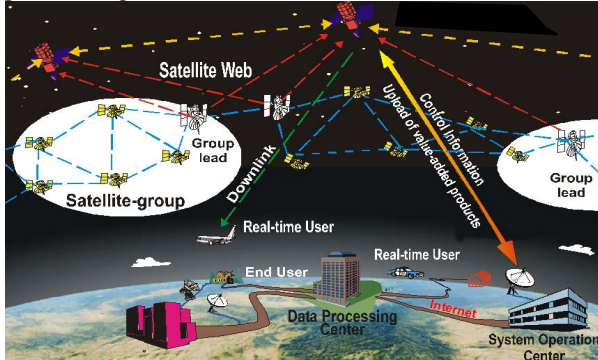 Satellite Web
Control Information
Upload of value-added products
Group
lead
Group
lead
Satellite-group
Downlink
Real-time User
Real-time User
End User
Data Processing
Center
Internet
System Operation
Center